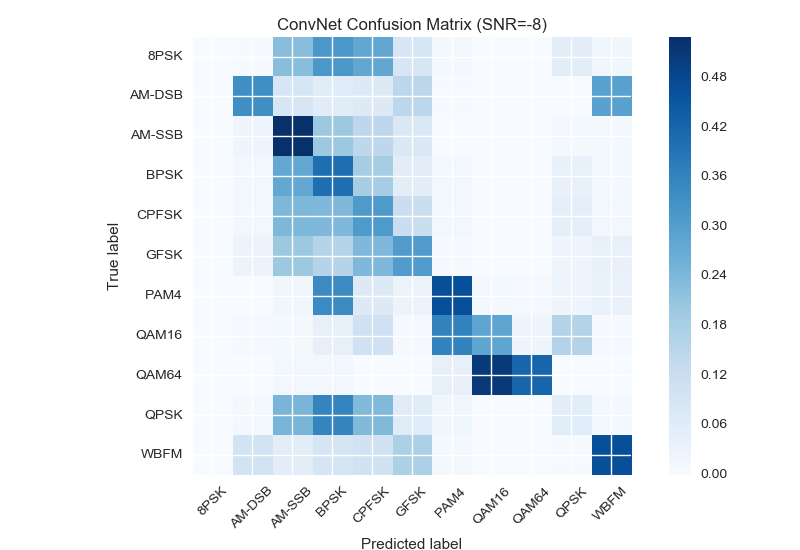 ConvNet Confusion Matrix (SNR=-8)
8PSK
AM-DSB
AM-SSB
BPSK
CPFSK
GFSK
PAM4
QAM16
QAM64
QPSK
WBFM
True label
8PSK
AM-DSB
AM-SSB
BPSK
CPFSK
GFSK
PAM4
QAM16
QAM64
QPSK
WBFM
Predicted label
0.48
0.42
0.36
0.30
0.24
0.18
0.12
0.06
0.00